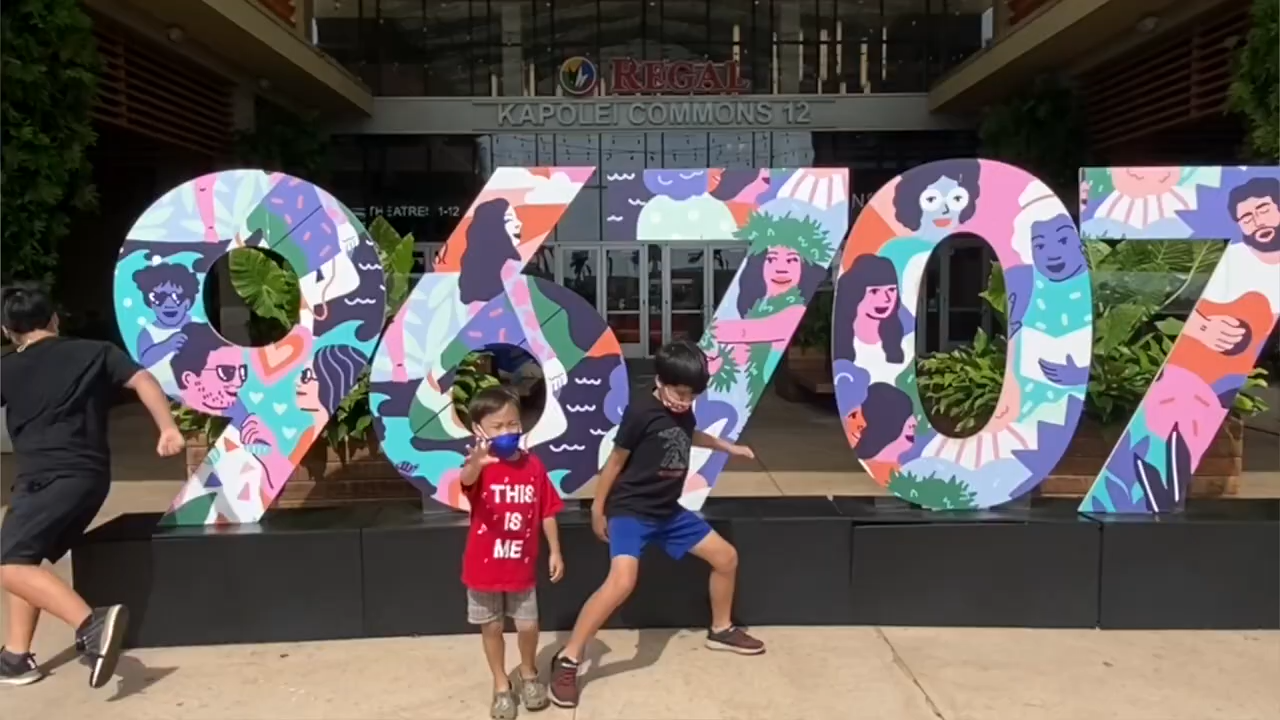 REGAL
KAPOLEI COMMONS 12
THEATRES 1-12
96707
THIS
IS
ME